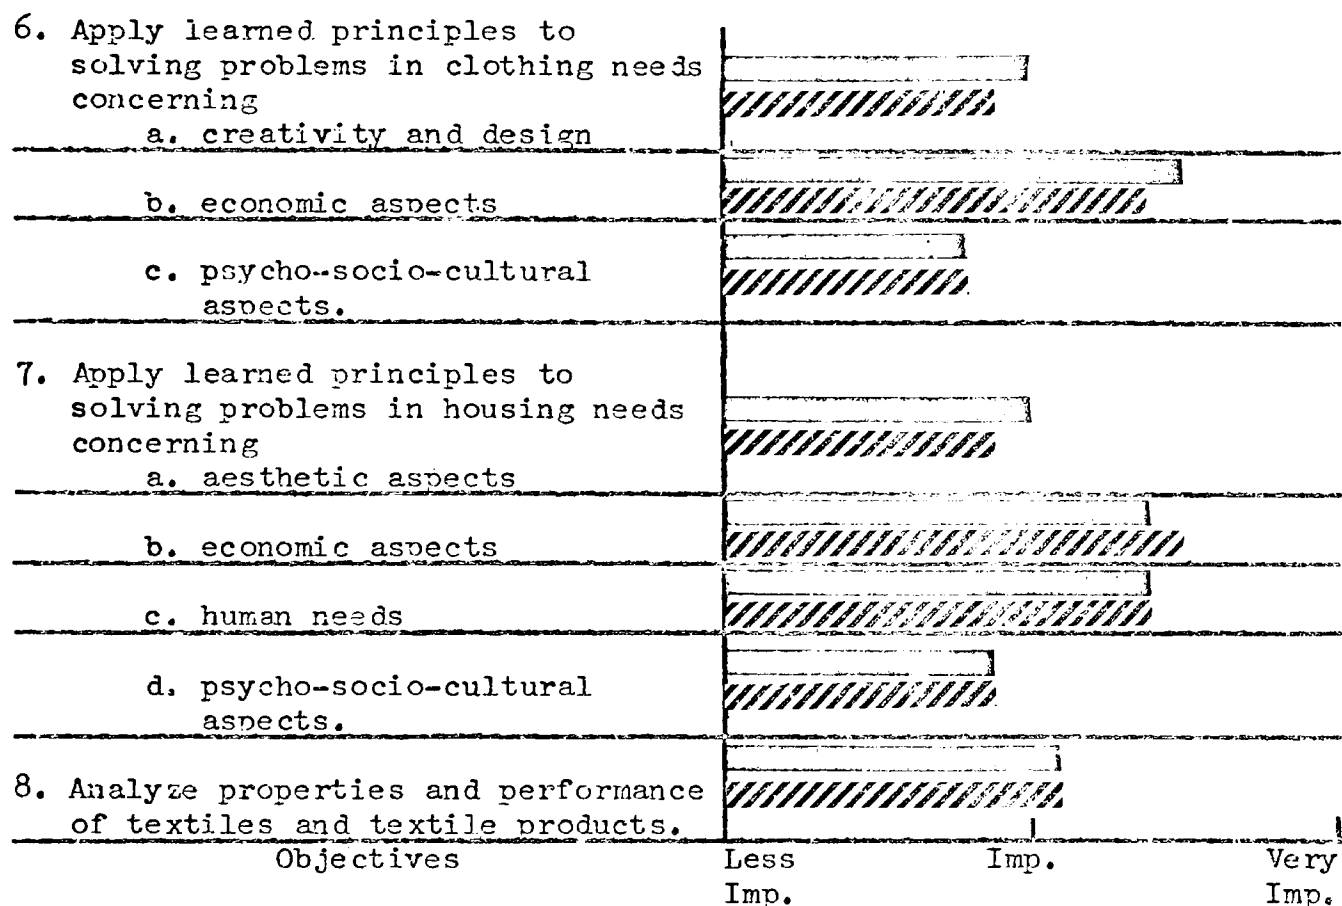 6. Apply learned principles to
solving problems in clothing needs
concerning
a. creativity and design
b. economic aspects
c. psycho-socio-cultural
aspects.
7. Apply learned principles to
solving problems in housing needs
concerning
a. aesthetic aspects
b. economic aspects
c. human needs
d. psycho-socio-cultural
aspects.
8. Analyze properties and performance
of textiles and textile products.
Objectives Less Imp. Very
Imp. Imp.